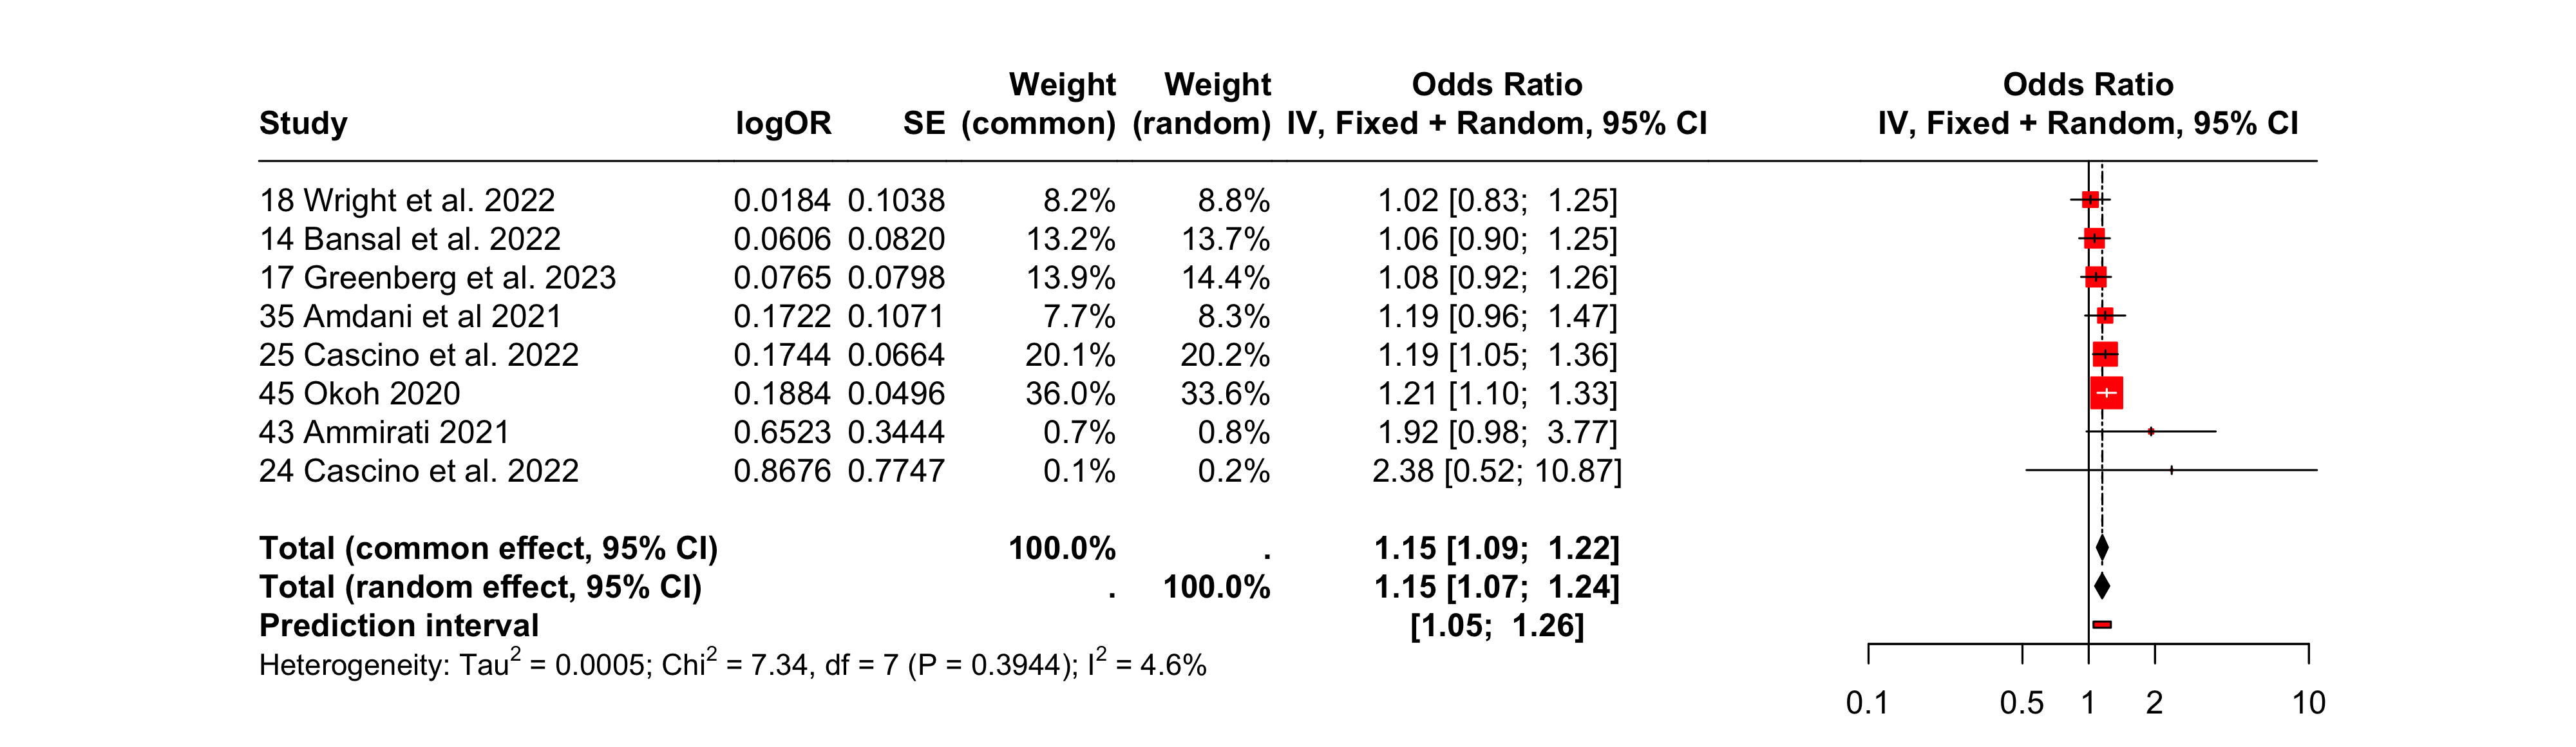 Weight Weight Odds Ratio Odds Ratio
Study logOR SE (common) (random) IV, Fixed + Random, 95% CI IV, Fixed + Random, 95% CI
18 Wright et al. 2022 0.0184 0.1038 8.2% 8.8% 1.02 [0.83; 1.25]
14 Bansal et al. 2022 0.0606 0.0820 13.2% 13.7% 1.06 [0.90; 1.25]
17 Greenberg et al. 2023 0.0765 0.0798 13.9% 14.4% 1.08 [0.92; 1.26]
35 Amdani et al 2021 0.1722 0.1071 7.7% 8.3% 1.19 [0.96; 1.47]
25 Cascino et al. 2022 0.1744 0.0664 20.1% 20.2% 1.19 [1.05; 1.36]
45 Okoh 2020 0.1884 0.0496 36.0% 33.6% 1.21 [1.10; 1.33]
43 Ammirati 2021 0.6523 0.3444 0.7% 0.8% 1.92 [0.98; 3.77]
24 Cascino et al. 2022 0.8676 0.7747 0.1% 0.2% 2.38 [0.52; 10.87]
Total (common effect, 95% CI) 100.0% . 1.15 [1.09; 1.22]
Total (random effect, 95% CI) . 100.0% 1.15 [1.07; 1.24]
Prediction interval [1.05; 1.26]
Heterogeneity: Tau² = 0.0005; Chi² = 7.34, df = 7 (P = 0.3944); I² = 4.6%
0.1 0.5 1 2 10